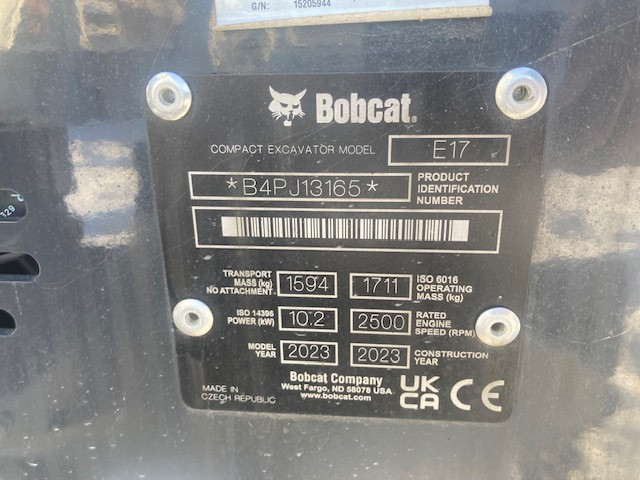 G/N: 15205944
Bobcat®
COMPACT EXCAVATOR MODEL E17
*B4PJ13165* PRODUCT IDENTIFICATION NUMBER
TRANSPORT MASS (kg) NO ATTACHMENT 1594 1711 ISO 6016 OPERATING MASS (kg)
ISO 14396 POWER (kW) 10.2 2500 RATED ENGINE SPEED (RPM)
MODEL YEAR 2023 2023 CONSTRUCTION YEAR
MADE IN CZECH REPUBLIC
Bobcat Company
West Fargo, ND 58078 USA
www.bobcat.com
UK CA CE
129